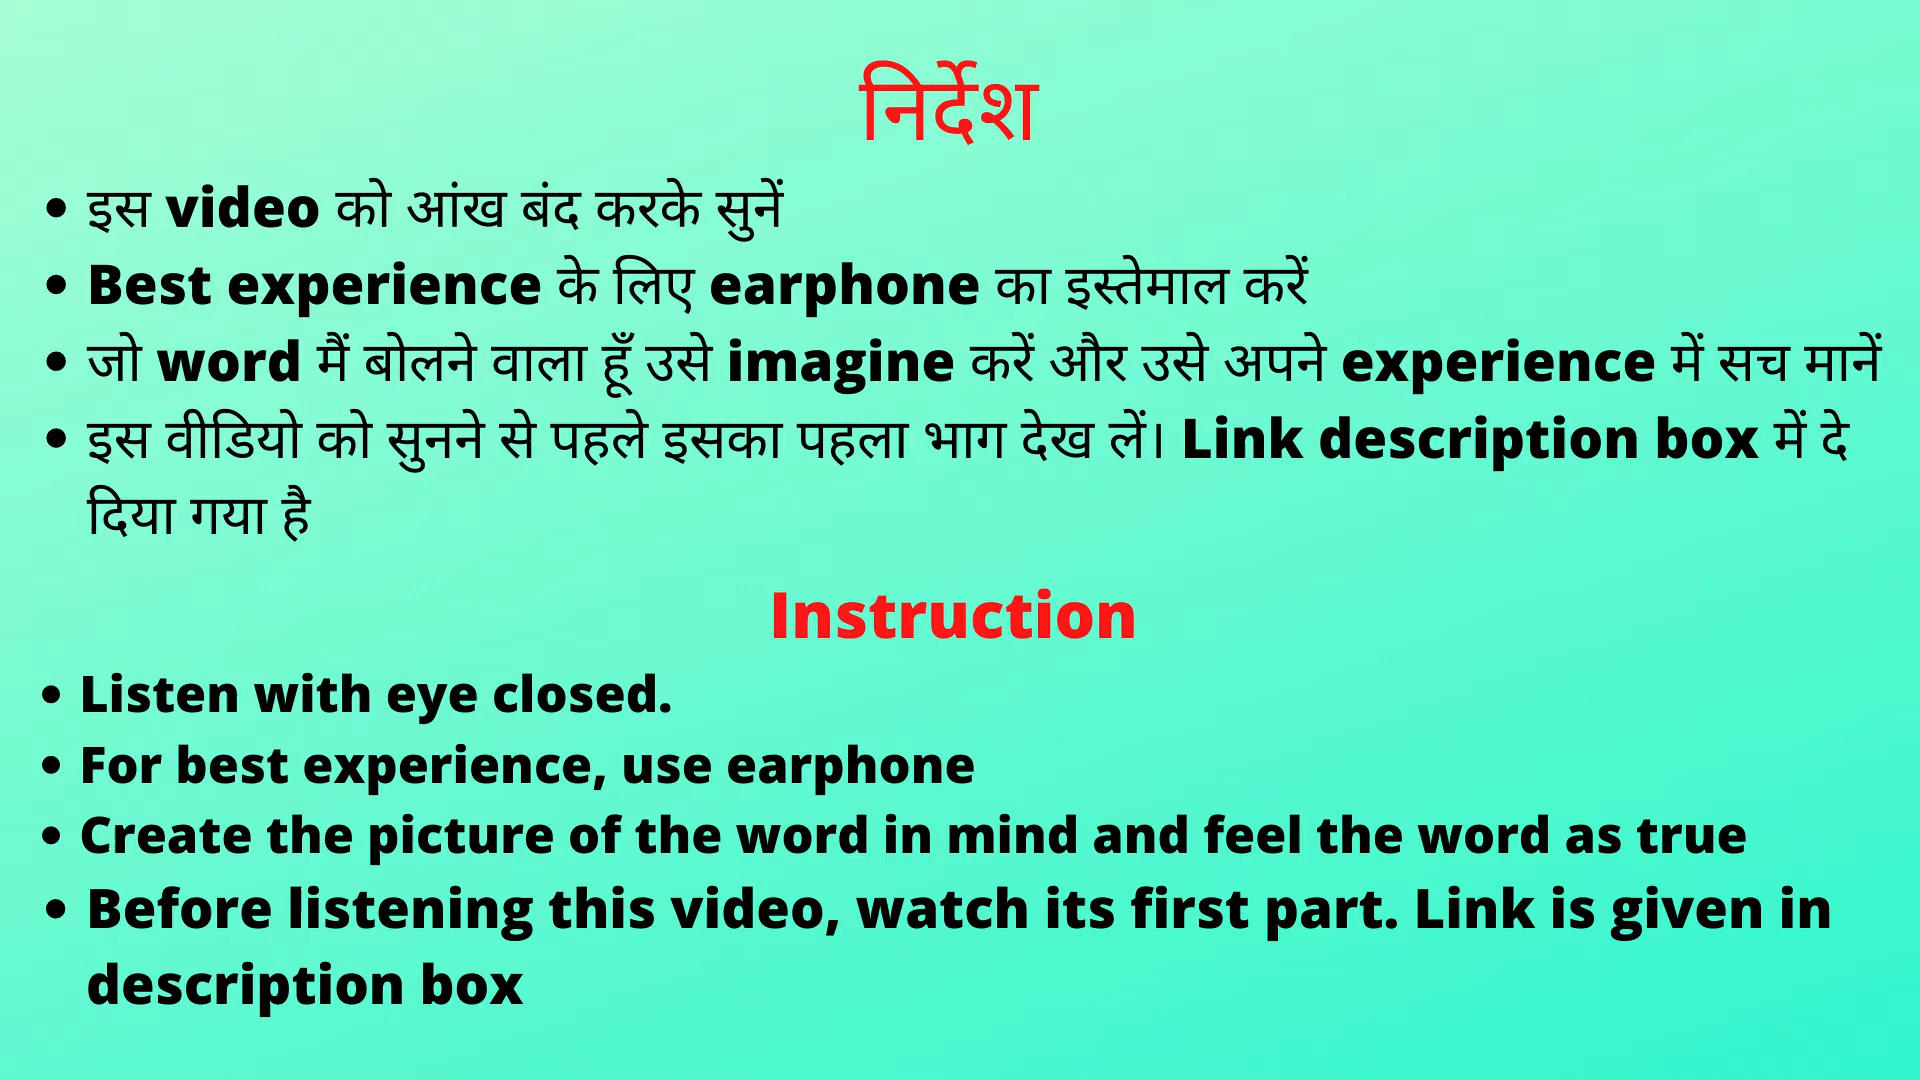 निर्देश
• इस video को आंख बंद करके सुनें
• Best experience के लिए earphone का इस्तेमाल करें
• जो word मैं बोलने वाला हूँ उसे imagine करें और उसे अपने experience में सच मानें
• इस वीडियो को सुनने से पहले इसका पहला भाग देख लें। Link description box में दे
दिया गया है
Instruction
• Listen with eye closed.
• For best experience, use earphone
• Create the picture of the word in mind and feel the word as true
• Before listening this video, watch its first part. Link is given in
description box